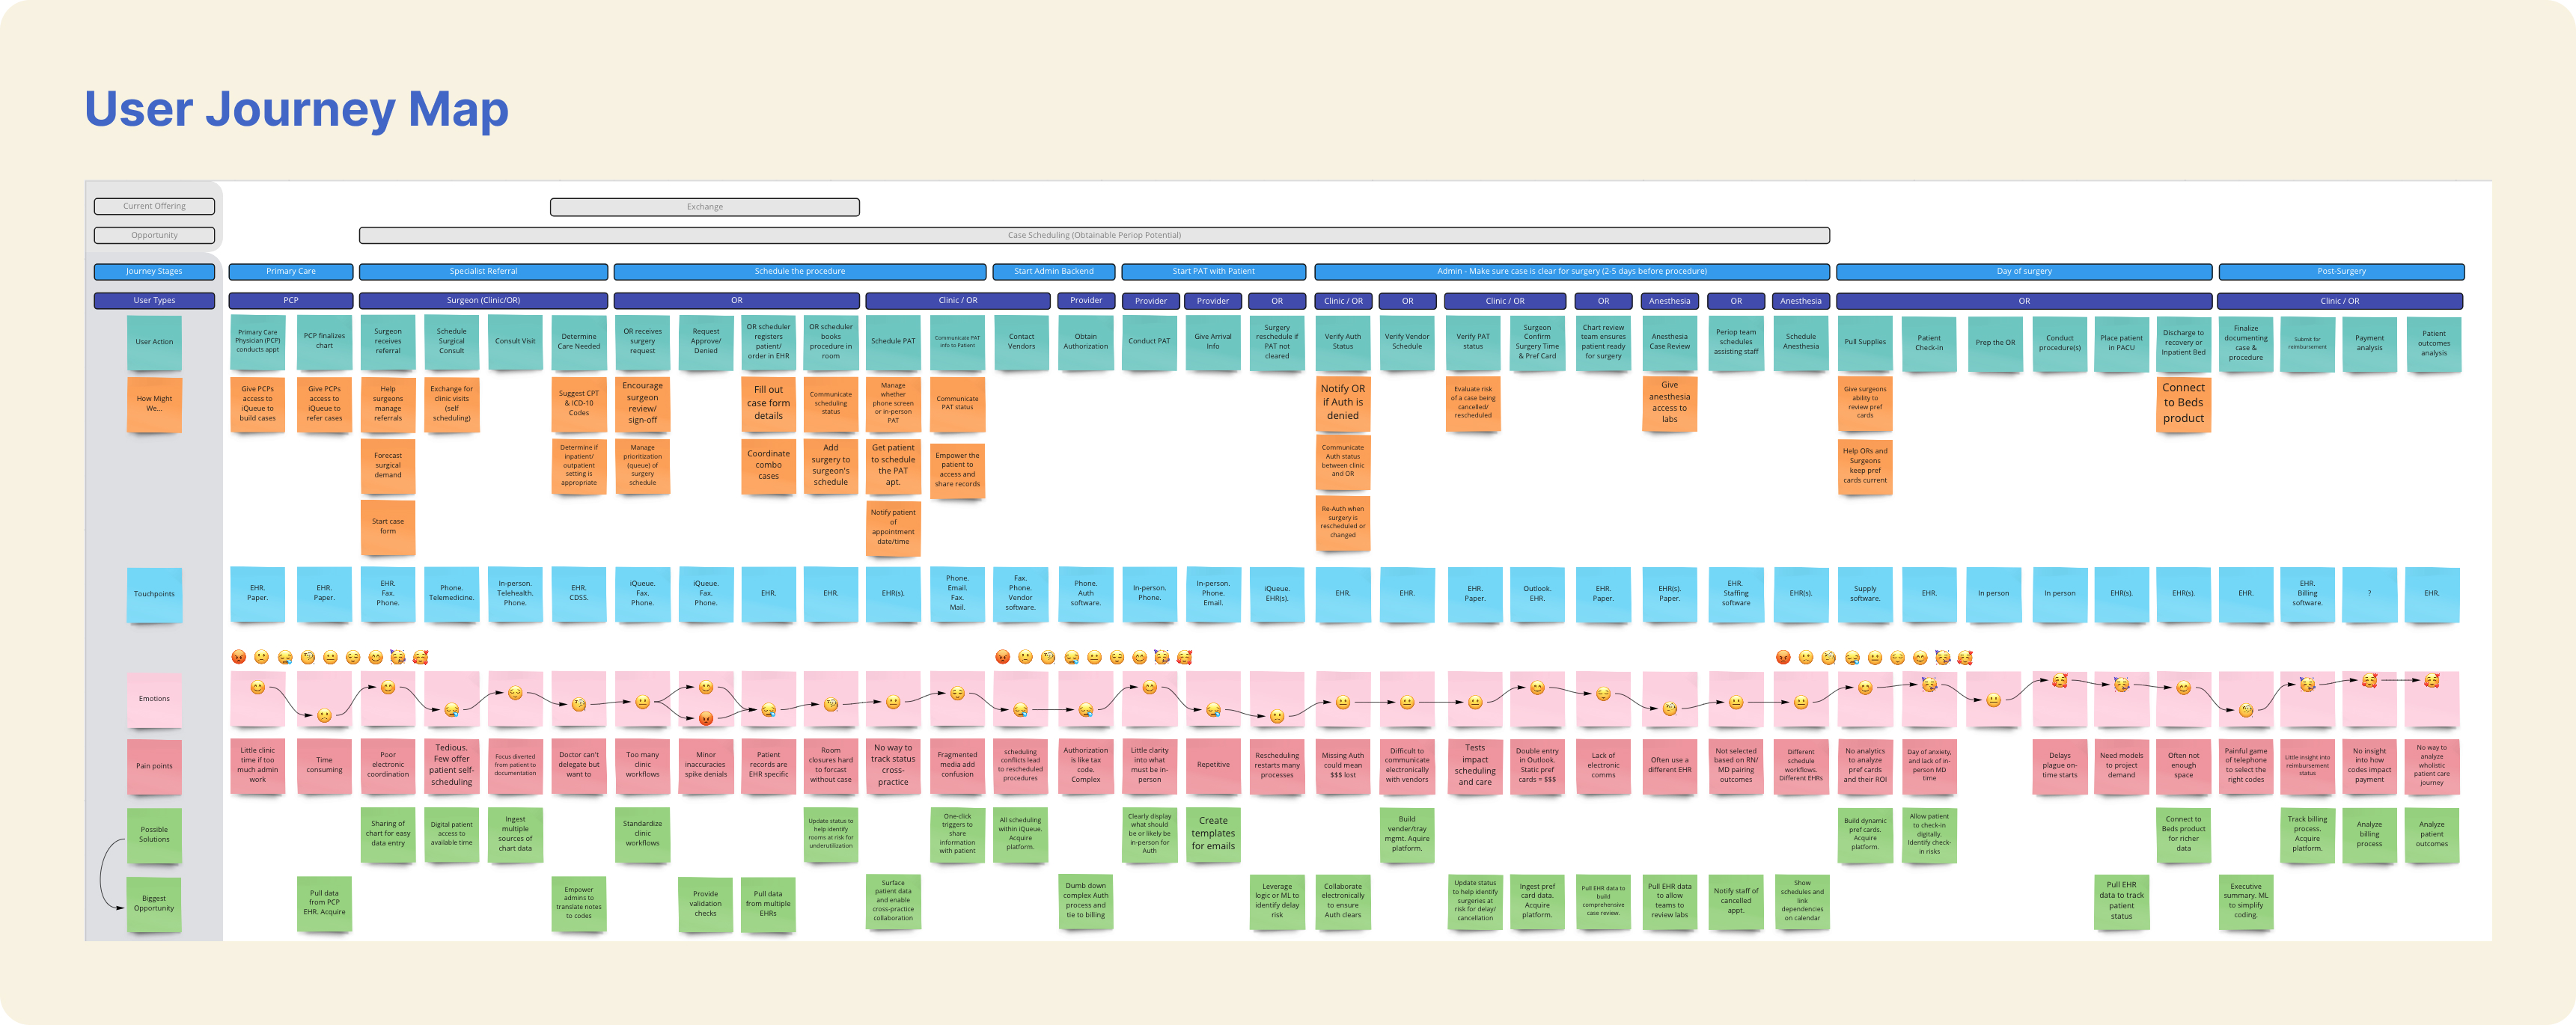 User Journey Map
Current Offering
Exchange
Opportunity
Case Scheduling (Obtainable Periop Potential)
Journey Stages
Primary Care
Specialist Referral
Schedule the procedure
Start Admin Backend
Start PAT with Patient
Admin - Make sure case is clear for surgery (2-5 days before procedure)
Day of surgery
Post-Surgery
User Types
PCP
Surgeon (Clinic/OR)
OR
Clinic / OR
Provider
Provider
Provider
OR
Clinic / OR
OR
Clinic / OR
OR
Anesthesia
OR
Anesthesia
OR
Clinic / OR
User Action
Primary Care
Physician (PCP)
conducts appt
PCP finalizes
chart
Surgeon
receives
referral
Schedule
Surgical
Consult
Consult Visit
Determine
Care Needed
OR receives
surgery
request
Request
Approve/
Denied
OR scheduler
registers
patient/
order in EHR
OR scheduler
books
procedure in
room
Schedule PAT
Communicate PAT
info to Patient
Contact
Vendors
Obtain
Authorization
Conduct PAT
Give Arrival
Info
Surgery
reschedule if
PAT not
cleared
Verify Auth
Status
Verify Vendor
Schedule
Verify PAT
status
Surgeon
Confirm
Surgery Time
& Pref Card
Chart review
team ensures
patient ready
for surgery
Anesthesia
Case Review
Periop team
schedules
assisting staff
Schedule
Anesthesia
Pull Supplies
Patient
Check-in
Prep the OR
Conduct
procedure(s)
Place patient
in PACU
Discharge to
recovery or
Inpatient Bed
Finalize
documenting
case &
procedure
Submit for
reimbursement
Payment
analysis
Patient
outcomes
analysis
How Might
We...
Give PCPs
access to
iQueue to
build cases
Give PCPs
access to
iQueue to
refer cases
Help
surgeons
manage
referrals
Exchange for
clinic visits
(self
scheduling)
Suggest CPT
& ICD-10
Codes
Encourage
surgeon
review/
sign-off
Fill out
case form
details
Communicate
scheduling
status
Manage
whether
phone screen
or in-person
PAT
Communicate
PAT status
Notify OR
if Auth is
denied
Evaluate risk
of a case being
cancelled/
rescheduled
Give
anesthesia
access to
labs
Give surgeons
ability to
review pref
cards
Connect
to Beds
product
Forecast
surgical
demand
Determine if
inpatient/
outpatient
setting is
appropriate
Manage
prioritization
(queue) of
surgery
schedule
Coordinate
combo
cases
Add
surgery to
surgeon's
schedule
Get patient
to schedule
the PAT
apt.
Empower the
patient to
access and
share records
Communicate
Auth status
between clinic
and OR
Help ORs and
Surgeons
keep pref
cards current
Start case
form
Notify patient
of
appointment
date/time
Re-Auth when
surgery is
rescheduled or
changed
Touchpoints
EHR.
Paper.
EHR.
Paper.
EHR.
Fax.
Phone.
Phone.
Telemedicine.
In-person.
Telehealth.
Phone.
EHR.
CDSS.
iQueue.
Fax.
Phone.
iQueue.
Fax.
Phone.
EHR.
EHR.
EHR(s).
Phone.
Email.
Fax.
Mail.
Fax.
Phone.
Vendor
software.
Phone.
Auth
software.
In-person.
Phone.
In-person.
Phone.
Email.
iQueue.
EHR(s).
EHR.
EHR.
EHR.
Paper.
Outlook.
EHR.
EHR.
Paper.
EHR(s).
Paper.
EHR.
Staffing
software
EHR(s).
Supply
software.
EHR.
In person
In person
EHR(s).
EHR(s).
EHR.
EHR.
Billing
software.
?
EHR.
Emotions
Pain points
Little clinic
time if too
much admin
work
Time
consuming
Poor
electronic
coordination
Tedious.
Few offer
patient self-
scheduling
Focus diverted
from patient to
documentation
Doctor can't
delegate but
want to
Too many
clinic
workflows
Minor
inaccuracies
spike denials
Patient
records are
EHR specific
Room
closures hard
to forcast
without case
No way to
track status
cross-
practice
Fragmented
media add
confusion
scheduling
conflicts lead
to rescheduled
procedures
Authorization
is like tax
code.
Complex
Little clarity
into what
must be in-
person
Repetitive
Rescheduling
restarts many
processes
Missing Auth
could mean
$$$ lost
Difficult to
communicate
electronically
with vendors
Tests
impact
scheduling
and care
Double entry
in Outlook.
Static pref
cards = $$$
Lack of
electronic
comms
Often use a
different EHR
Not selected
based on RN/
MD pairing
outcomes
Different
schedule
workflows.
Different EHRs
No analytics
to analyze
pref cards
and their ROI
Day of anxiety,
and lack of in-
person MD
time
Delays
plague on-
time starts
Need models
to project
demand
Often not
enough
space
Painful game
of telephone
to select the
right codes
Little insight into
reimbursement
status
No insight
into how
codes impact
payment
No way to
analyze
wholistic
patient care
journey
Possible
Solutions
Sharing of
chart for easy
data entry
Digital patient
access to
available time
Ingest
multiple
sources of
chart data
Standardize
clinic
workflows
Update status to
help identify
rooms at risk for
underutilization
One-click
triggers to
share
information
with patient
All scheduling
within iQueue.
Acquire
platform.
Clearly display
what should
be or likely be
in-person for
Auth
Create
templates
for emails
Build
vender/tray
mgmt. Aquire
platform.
Build dynamic
pref cards.
Acquire
platform.
Allow patient
to check-in
digitally.
Identify check-
in risks
Connect to
Beds product
for richer
data
Track billing
process.
Acquire
platform.
Analyze
billing
process
Analyze
patient
outcomes
Biggest
Opportunity
Pull data
from PCP
EHR. Acquire
Empower
admins to
translate notes
to codes
Provide
validation
checks
Pull data
from multiple
EHRs
Surface
patient data
and enable
cross-practice
collaboration
Dumb down
complex Auth
process and
tie to billing
Leverage
logic or ML to
identify delay
risk
Collaborate
electronically
to ensure
Auth clears
Update status
to help identify
surgeries at
risk for delay/
cancellation
Ingest pref
card data.
Acquire
platform.
Pull EHR data to
build
comprehensive
case review.
Pull EHR data
to allow
teams to
review labs
Notify staff of
cancelled
appt.
Show
schedules and
link
dependencies
on calendar
Pull EHR
data to track
patient
status
Executive
summary. ML
to simplify
coding.